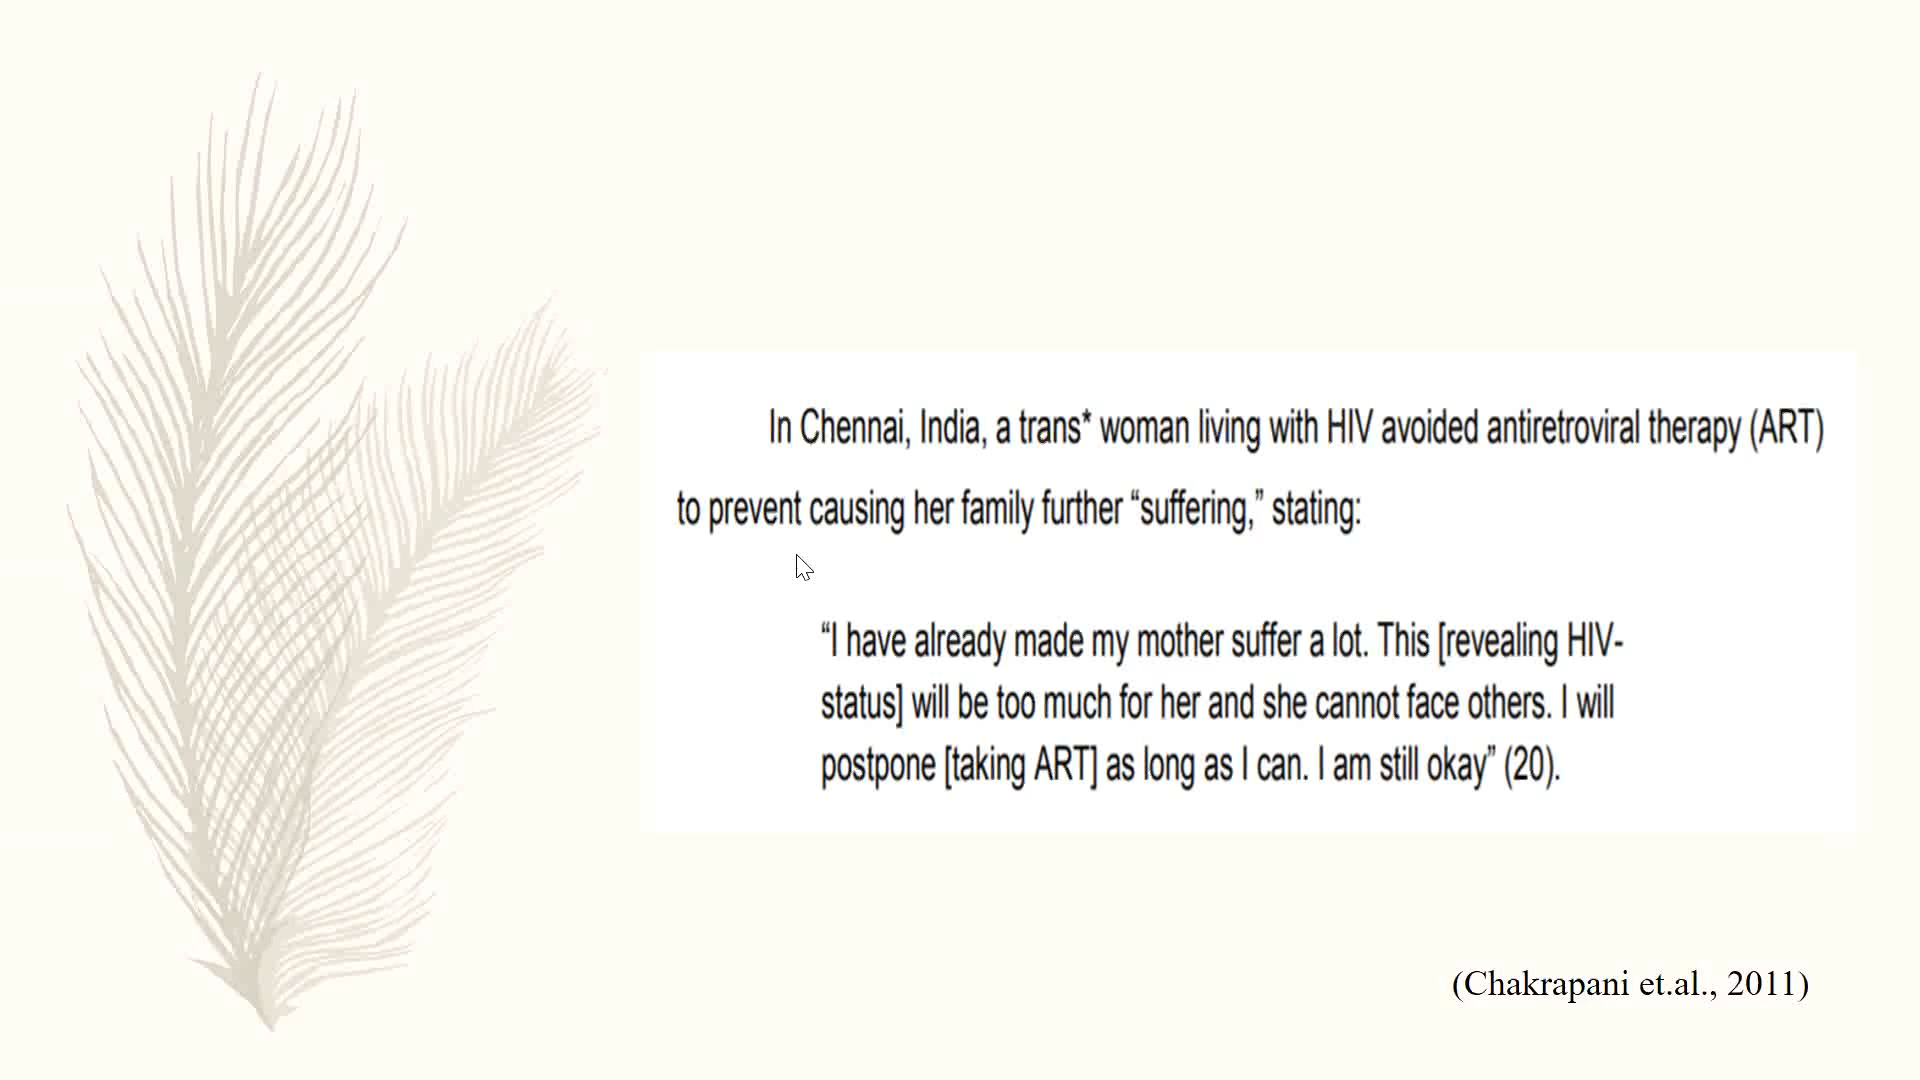 In Chennai, India, a trans* woman living with HIV avoided antiretroviral therapy (ART)
to prevent causing her family further “suffering,” stating:
“I have already made my mother suffer a lot. This [revealing HIV-
status] will be too much for her and she cannot face others. I will
postpone [taking ART] as long as I can. I am still okay” (20).
(Chakrapani et.al., 2011)